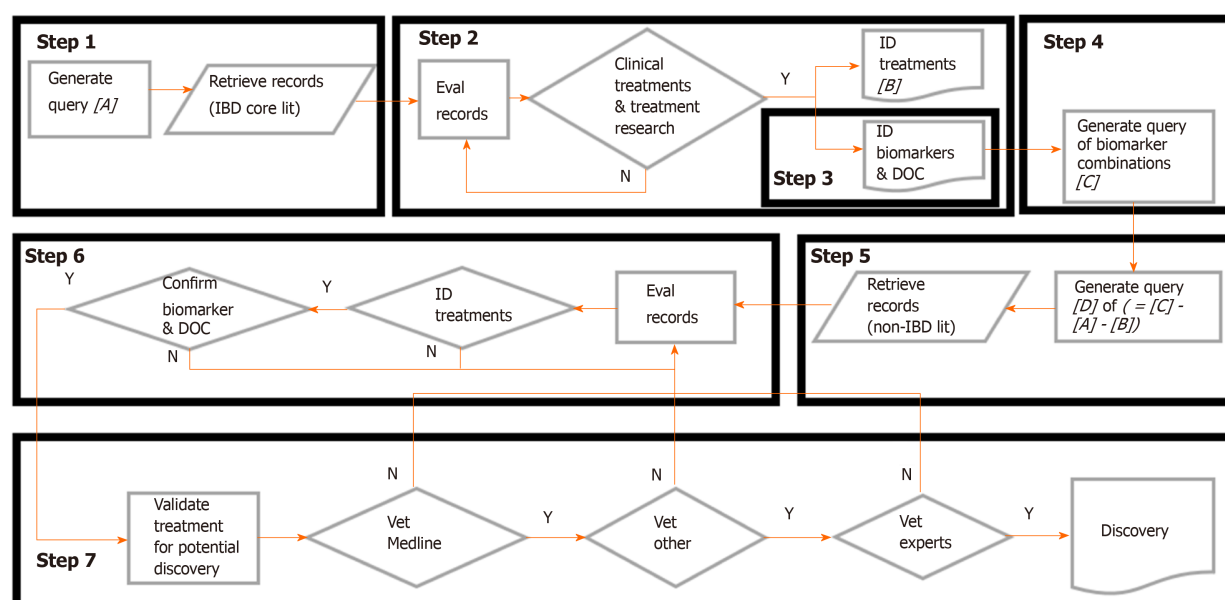 Step 1
Generate
query [A]
Retrieve records
(IBD core lit)
Step 2
Eval
records
Clinical
treatments
& treatment
research
Y
N
ID
treatments
[B]
Step 3
ID
biomarkers
& DOC
Step 4
Generate query
of biomarker
combinations
[C]
Step 5
Generate query
[D] of ( = [C] -
[A] - [B])
Retrieve
records
(non-IBD lit)
Step 6
Eval
records
ID
treatments
Y
N
Confirm
biomarker
& DOC
Y
N
Step 7
Validate
treatment
for potential
discovery
Vet
Medline
N
Y
Vet
other
N
Y
Vet
experts
N
Y
Discovery